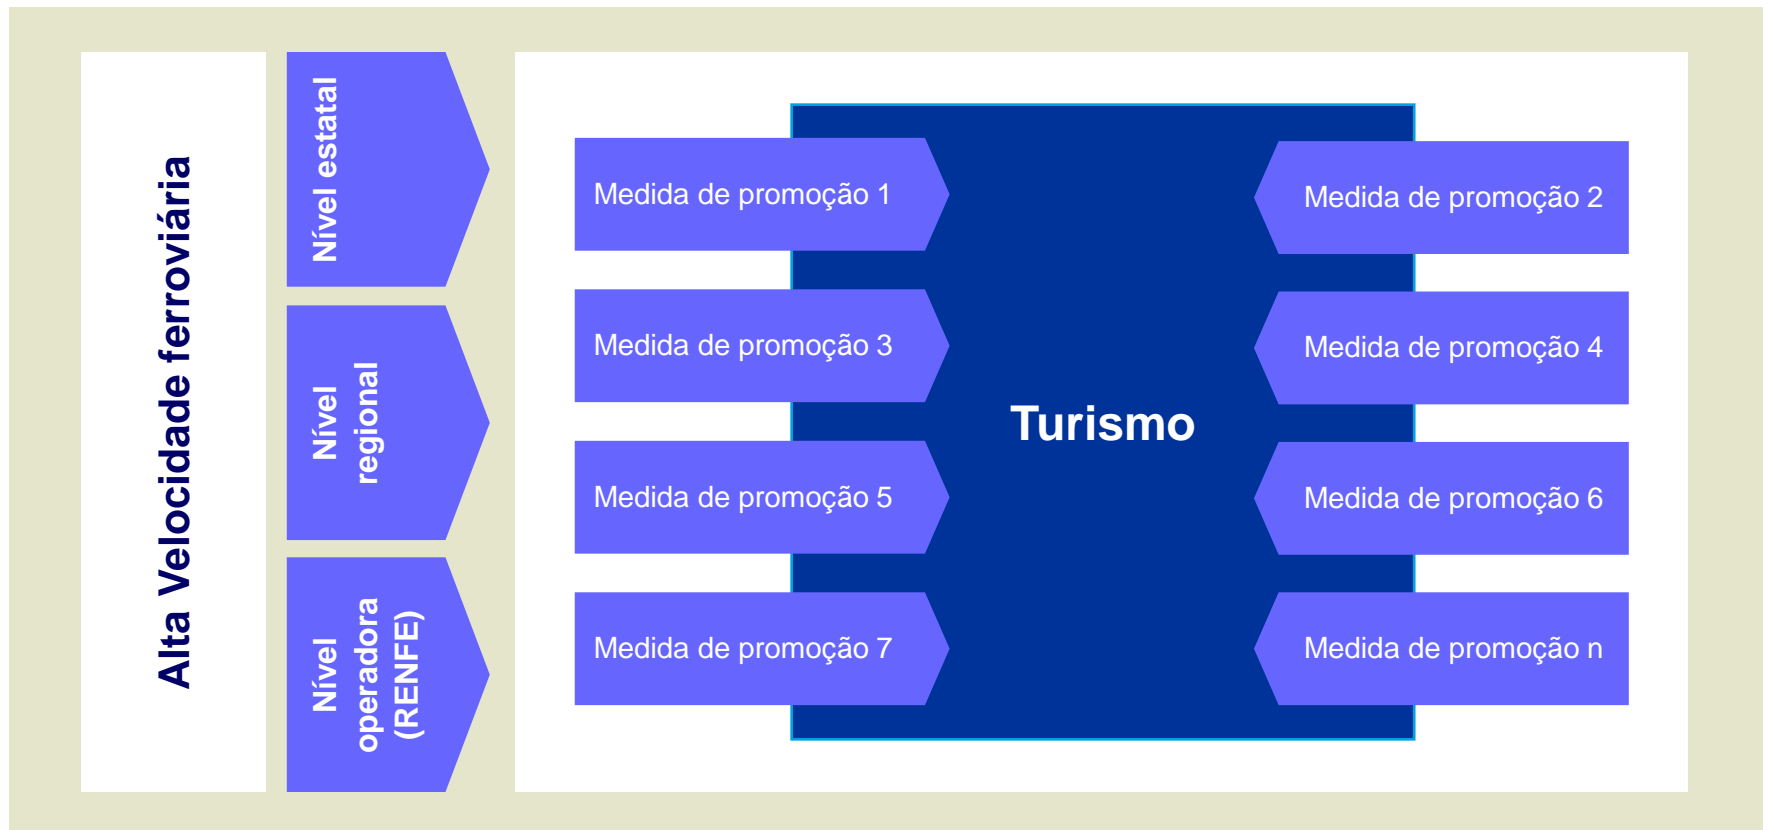 Alta Velocidade ferroviária
Nível estatal
Nível
regional
Nível
operadora
(RENFE)
Medida de promoção 1
Medida de promoção 2
Medida de promoção 3
Medida de promoção 4
Turismo
Medida de promoção 5
Medida de promoção 6
Medida de promoção 7
Medida de promoção n